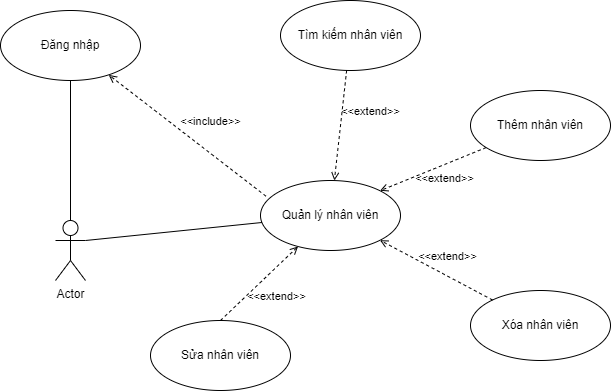 Tìm kiếm nhân viên
Đăng nhập
<<include>>
<<extend>>
Thêm nhân viên
<<extend>>
Quản lý nhân viên
<<extend>>
Actor
<<extend>>
Xóa nhân viên
Sửa nhân viên